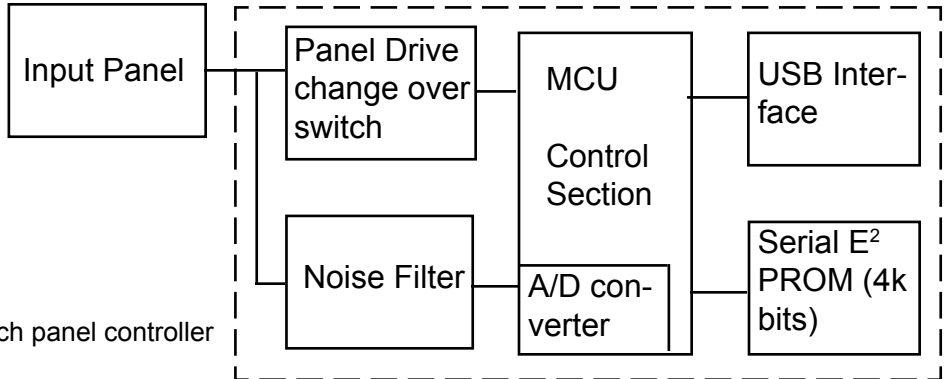 Input Panel
Panel Drive
change over
switch
MCU
Control
Section
USB Inter-
face
Noise Filter
A/D con-
verter
Serial E² 
PROM (4k
bits)
ch panel controller